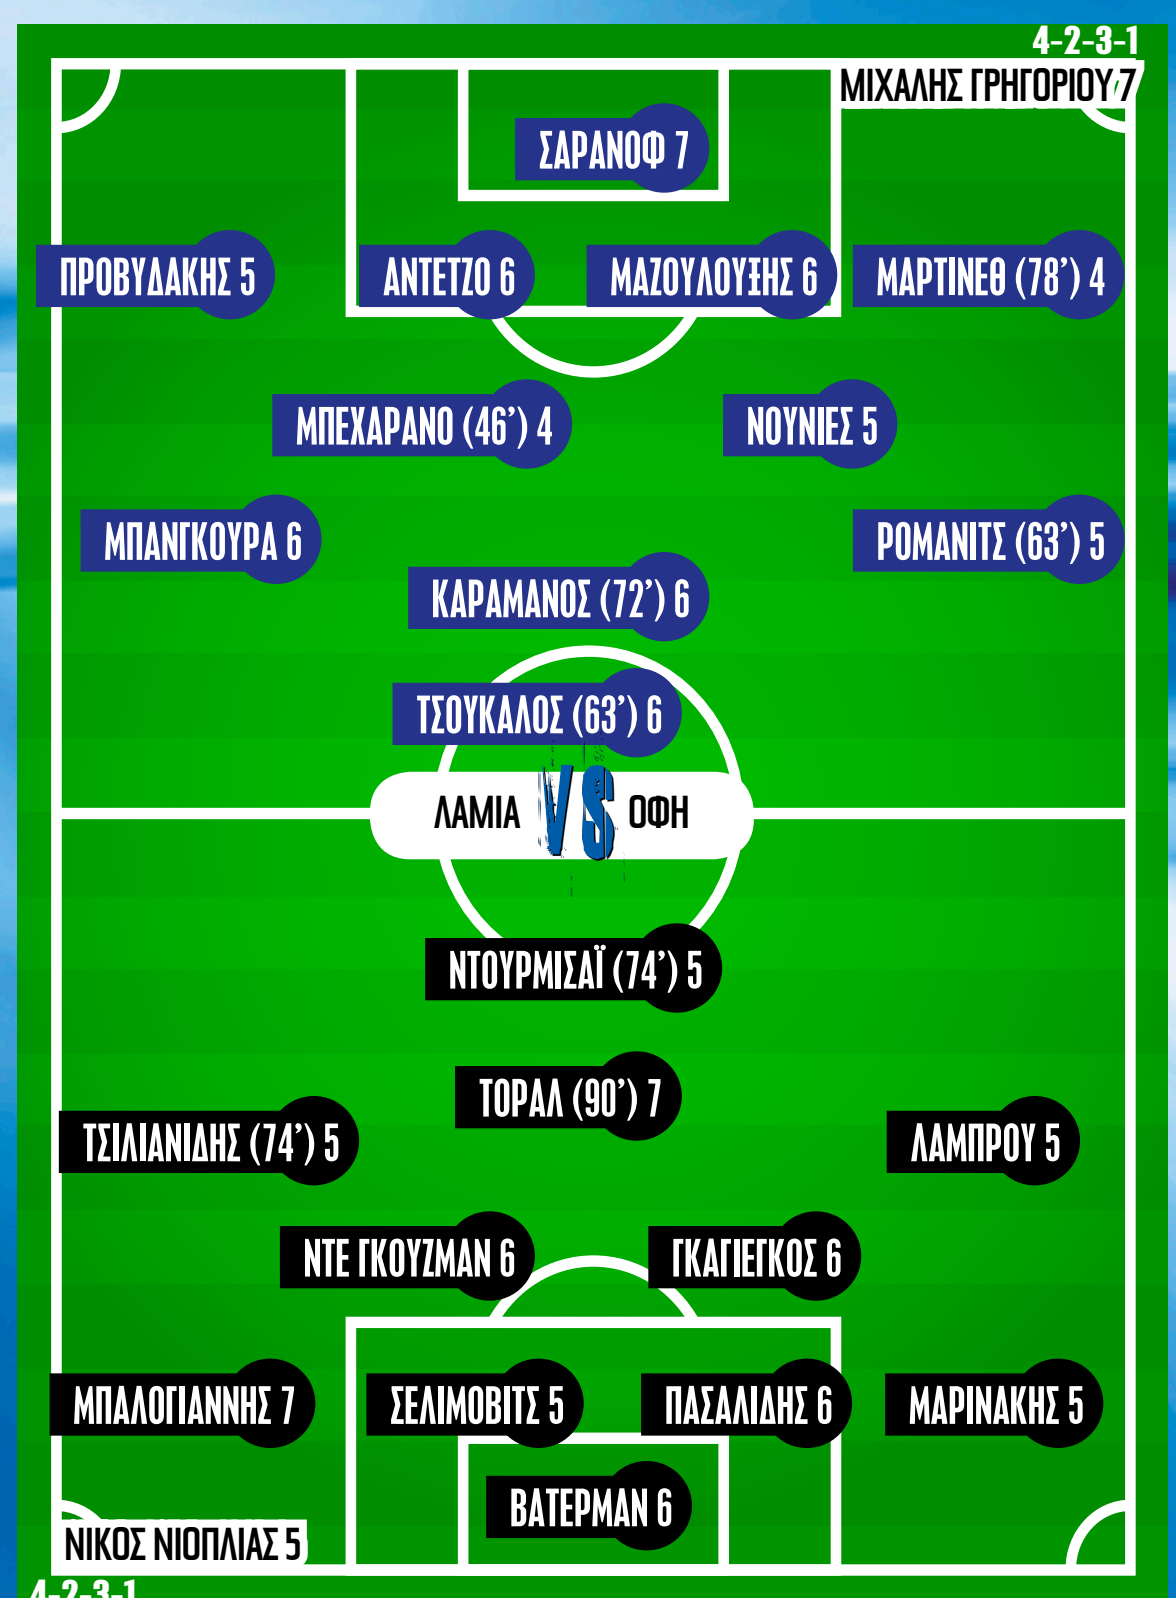 4-2-3-1
ΜΙΧΑΛΗΣ ΓΡΗΓΟΡΙΟΥ 7
ΣΑΡΑΝΟΦ 7
ΠΡΟΒΥΔΑΚΗΣ 5
ΑΝΤΕΤΖΟ 6
ΜΑΖΟΥΛΟΥΞΗΣ 6
ΜΑΡΤΙΝΕΘ (78’) 4
ΜΠΕΧΑΡΑΝΟ (46’) 4
ΝΟΥΝΙΕΣ 5
ΜΠΑΝΓΚΟΥΡΑ 6
ΡΟΜΑΝΙΤΣ (63’) 5
ΚΑΡΑΜΑΝΟΣ (72’) 6
ΤΣΟΥΚΑΛΟΣ (63’) 6
ΛΑΜΙΑ VS ΟΦΗ
ΝΤΟΥΡΜΙΣΑΪ (74’) 5
ΤΟΡΑΛ (90’) 7
ΤΣΙΛΙΑΝΙΔΗΣ (74’) 5
ΛΑΜΠΡΟΥ 5
ΝΤΕ ΓΚΟΥΖΜΑΝ 6
ΓΚΑΓΙΕΓΚΟΣ 6
ΜΠΑΛΟΓΙΑΝΝΗΣ 7
ΣΕΛΙΜΟΒΙΤΣ 5
ΠΑΣΑΛΙΔΗΣ 6
ΜΑΡΙΝΑΚΗΣ 5
ΒΑΤΕΡΜΑΝ 6
ΝΙΚΟΣ ΝΙΟΠΛΙΑΣ 5
4-2-3-1